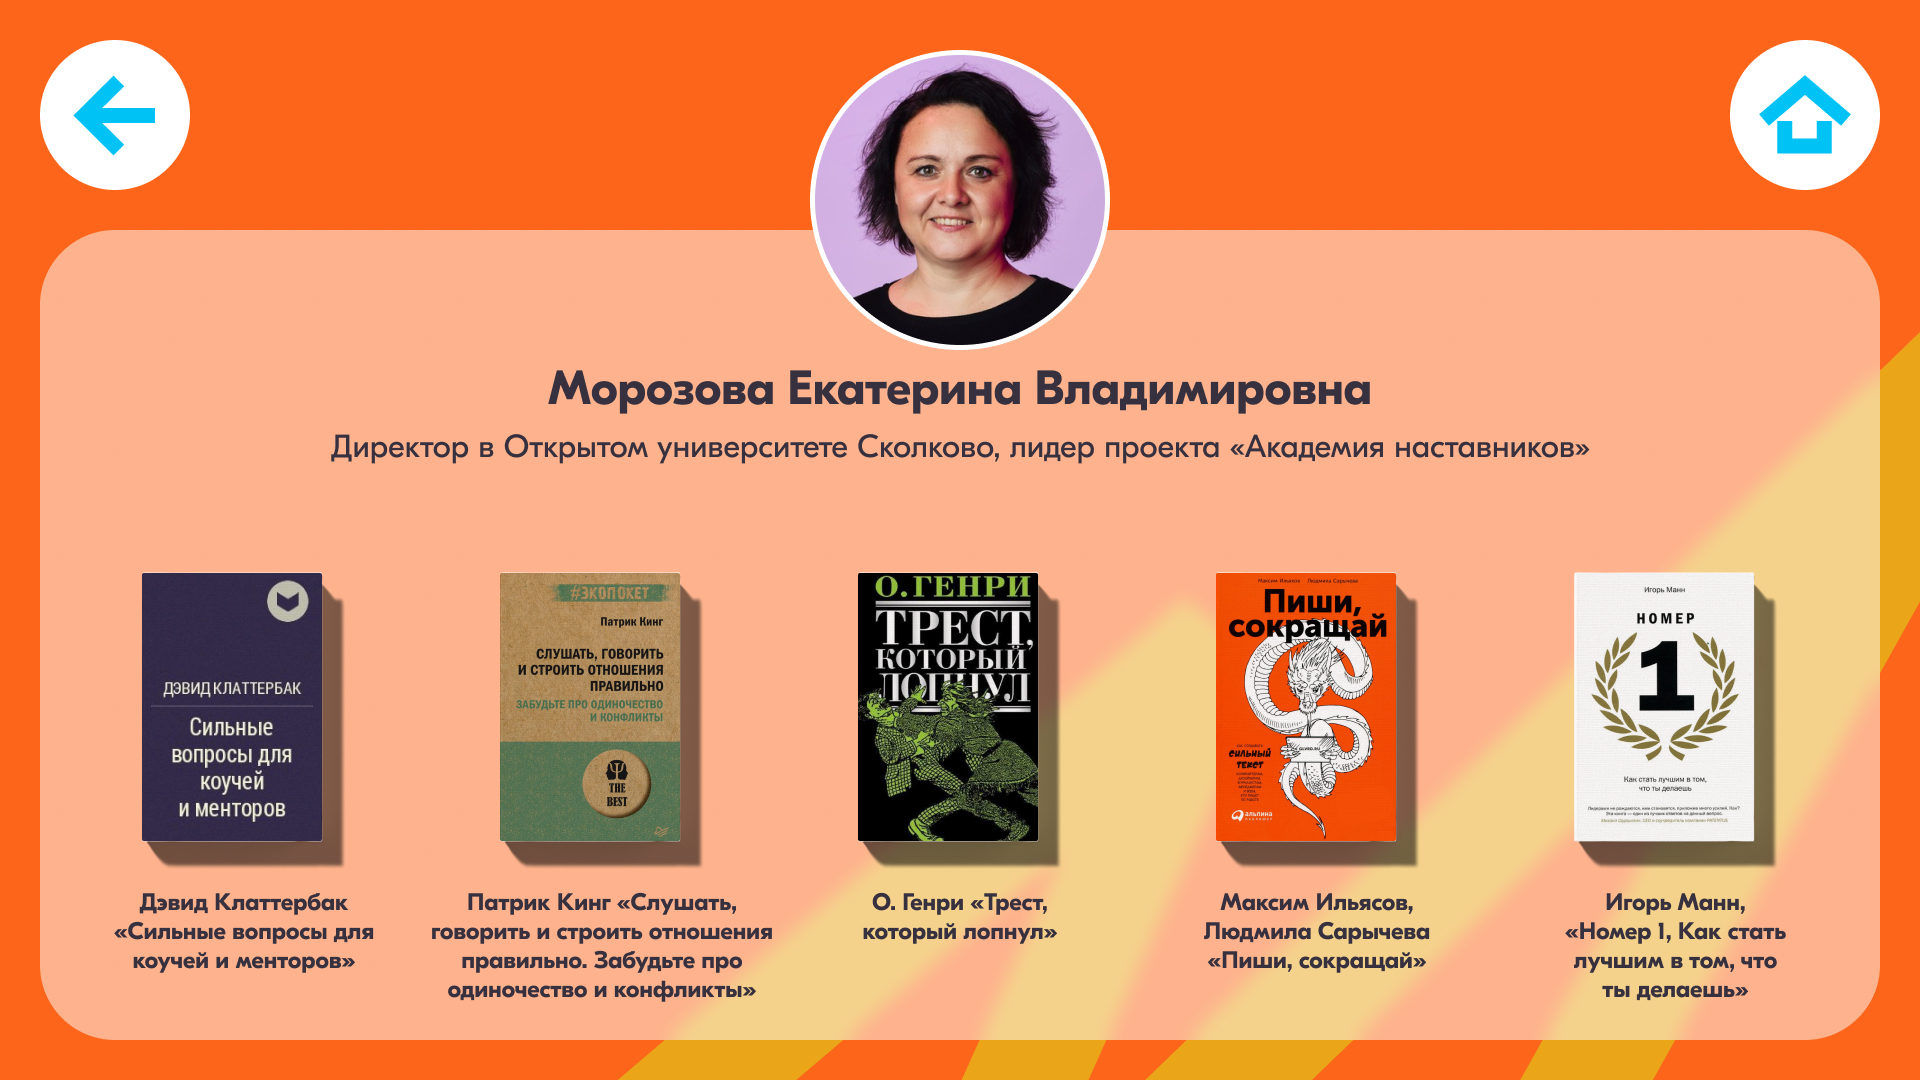 Морозова Екатерина Владимировна
Директор в Открытом университете Сколково, лидер проекта «Академия наставников»
ДЭВИД КЛАТТЕРБАК
Сильные
вопросы для
коучей
и менторов
#ЭКОПОКЕТ
Патрик Кинг
СЛУШАТЬ, ГОВОРИТЬ
И СТРОИТЬ ОТНОШЕНИЯ
ПРАВИЛЬНО
ЗАБУДЬТЕ ПРО ОДИНОЧЕСТВО
И КОНФЛИКТЫ
THE
BEST
О.ГЕНРИ
ТРЕСТ,
КОТОРЫЙ
ЛОПНУЛ
Максим Ильяхов Людмила Сарычева
Пиши,
сокращай
GLVRD.RU
СИЛЬНЫЙ
ТЕКСТ
альпина
Игорь Манн
НОМЕР
1
Как стать лучшим в том,
что ты делаешь
Дэвид Клаттербак
«Сильные вопросы для
коучей и менторов»
Патрик Кинг «Слушать,
говорить и строить отношения
правильно. Забудьте про
одиночество и конфликты»
О. Генри «Трест,
который лопнул»
Максим Ильясов,
Людмила Сарычева
«Пиши, сокращай»
Игорь Манн,
«Номер 1, Как стать
лучшим в том, что
ты делаешь»